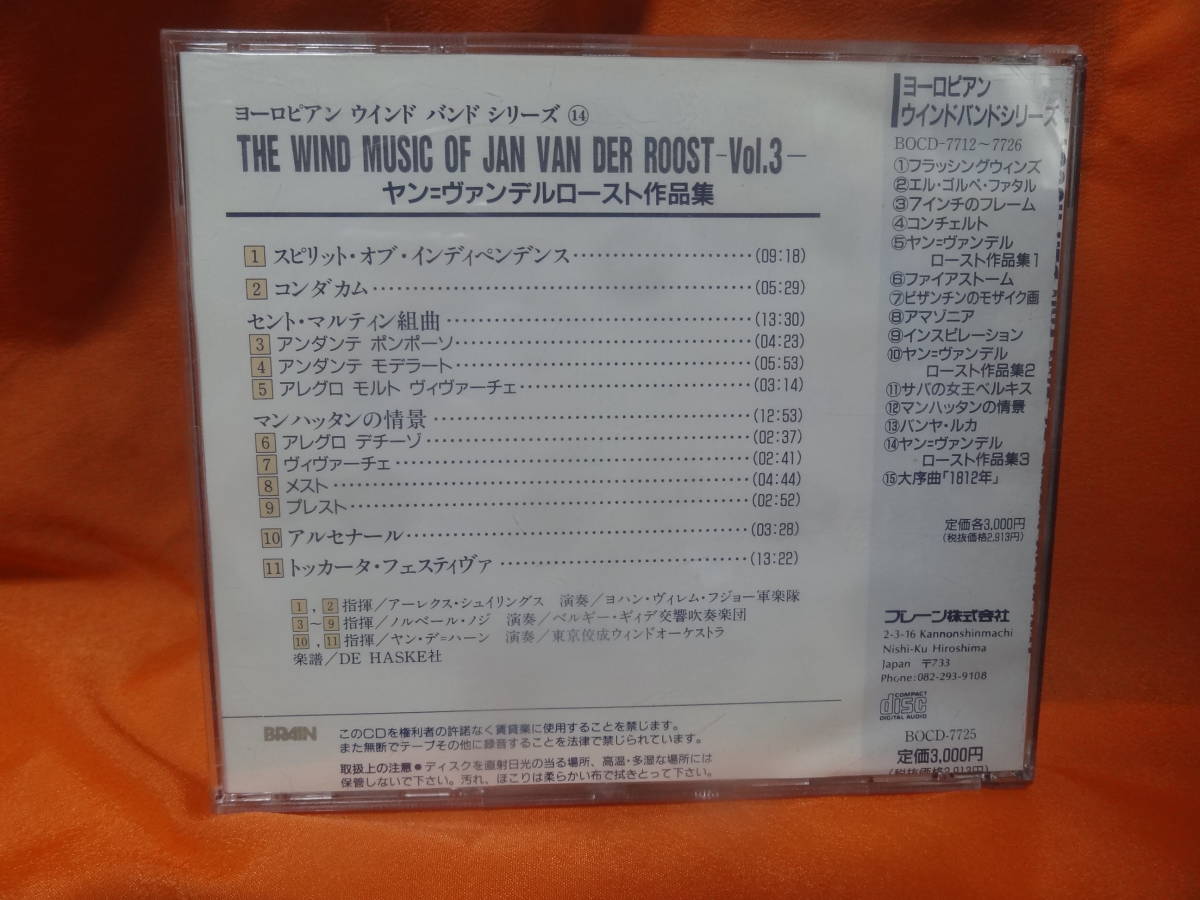 ヨーロピアン ウインド バンド シリーズ ⑭
THE WIND MUSIC OF JAN VAN DER ROOST-Vol.3-
ヤン=ヴァンデルロースト作品集
1 スピリット・オブ・インディペンデンス (09:18)
2 コンダカム (05:29)
セント・マルティン組曲 (13:30)
3 アンダンテ ポンポーソ (04:23)
4 アンダンテ モデラート (05:53)
5 アレグロ モルト ヴィヴァーチェ (03:14)
マンハッタンの情景 (12:53)
6 アレグロ デチーゾ (02:37)
7 ヴィヴァーチェ (02:41)
8 メスト (04:44)
9 プレスト (02:52)
10 アルセナール (03:28)
11 トッカータ・フェスティヴァ (13:22)
1,2 指揮/アーレクス・シュイリングス 演奏/ヨハン・ヴィレム・フジョー軍楽隊
3~9 指揮/ノルベール・ノジ 演奏/ベルギー・ギィデ交響吹奏楽団
10,11 指揮/ヤン・デ=ハーン 演奏/東京佼成ウィンドオーケストラ
楽譜/DE HASKE社
BRAIN
このCDを権利者の許諾なく賃貸業に使用することを禁じます。
また無断でテープその他に録音することを法律で禁じられています。
取扱上の注意●ディスクを直射日光の当る場所、高温・多湿な場所には
保管しないで下さい。汚れ、ほこりは柔らかい布で拭きとって下さい。
ヨーロピアン
ウインドバンドシリーズ
BOCD-7712~7726
①フラッシングウィンズ
②エル・ゴルペ・ファタル
③7インチのフレーム
④コンチェルト
⑤ヤン=ヴァンデル
ロースト作品集1
⑥ファイアストーム
⑦ビザンチンのモザイク画
⑧アマゾニア
⑨インスピレーション
⑩ヤン=ヴァンデル
ロースト作品集2
⑪サバの女王ベルキス
⑫マンハッタンの情景
⑬バンヤ・ルカ
⑭ヤン=ヴァンデル
ロースト作品集3
⑮大序曲「1812年」
定価各3,000円
(税抜価格2,913円)
ブレーン株式会社
2-3-16 Kannonshinmachi
Nishi-Ku Hiroshima
Japan 〒733
Phone:082-293-9108
COMPACT
disc
DIGITAL AUDIO
BOCD-7725
定価3,000円
(税抜価格2,913円)